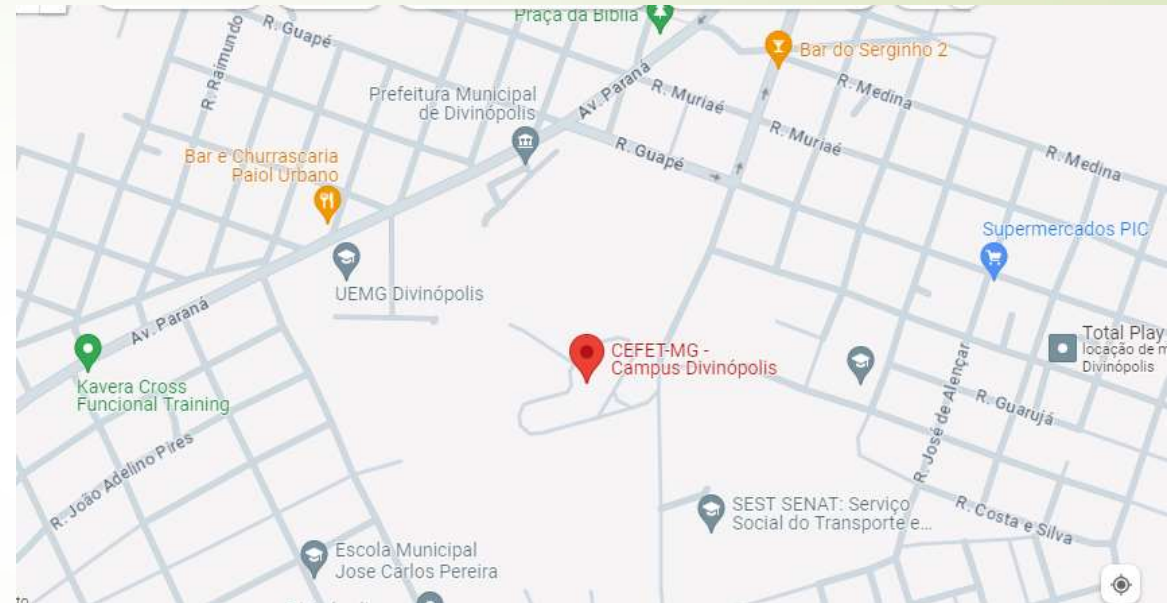 Praça da Bíblia
R. Guapé
R. Raimundo
Bar do Serginho 2
Av. Paraná
Prefeitura Municipal
de Divinópolis
R. Muriaé
R. Medina
R. Muriaé
R. Guapé
R. Medina
Bar e Churrascaria
Paiol Urbano
Supermercados PIC
UEMG Divinópolis
Av. Paraná
Total Play
locação de m
Divinópolis
CEFET-MG -
Campus Divinópolis
Kavera Cross
Funcional Training
R. José de Alençar
R. Guarujá
R. João Adelino Pires
SEST SENAT: Serviço
Social do Transporte e...
R. Costa e Silva
Escola Municipal
Jose Carlos Pereira